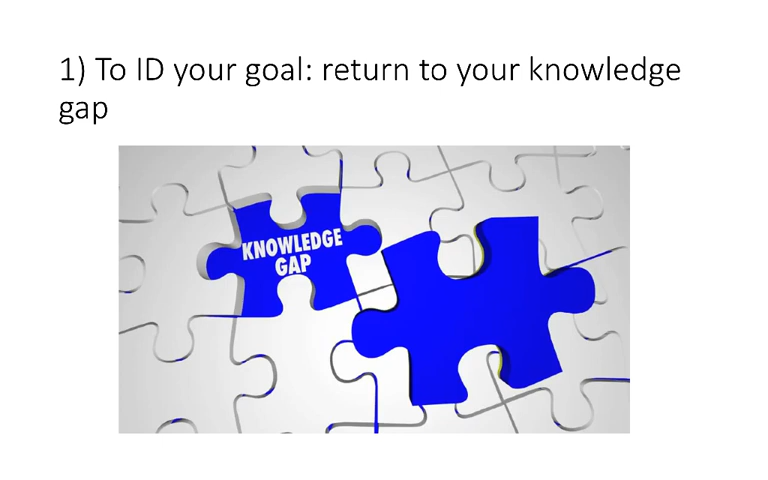 1) To ID your goal: return to your knowledge
gap
KNOWLEDGE
GAP